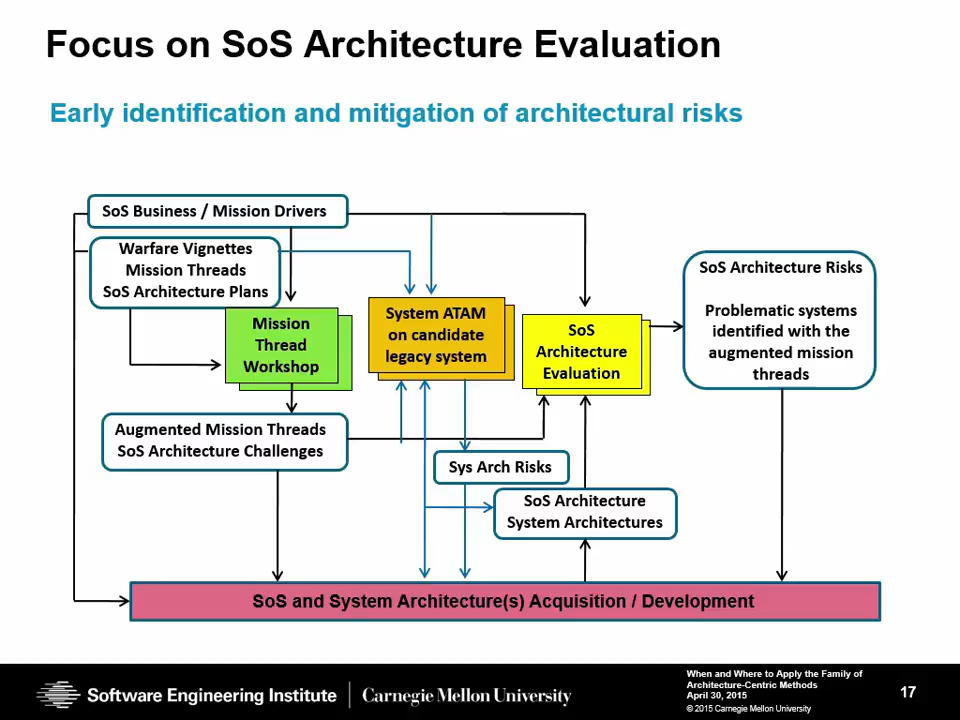 Focus on SoS Architecture Evaluation
Early identification and mitigation of architectural risks
SoS Business / Mission Drivers
Warfare Vignettes
Mission Threads
SoS Architecture Plans
Mission
Thread
Workshop
System ATAM
on candidate
legacy system
SoS
Architecture
Evaluation
SoS Architecture Risks
Problematic systems
identified with the
augmented mission
threads
Augmented Mission Threads
SoS Architecture Challenges
Sys Arch Risks
SoS Architecture
System Architectures
SoS and System Architecture(s) Acquisition / Development
Software Engineering Institute
Carnegie Mellon University
When and Where to Apply the Family of
Architecture-Centric Methods
April 30, 2015
© 2015 Carnegie Mellon University
17